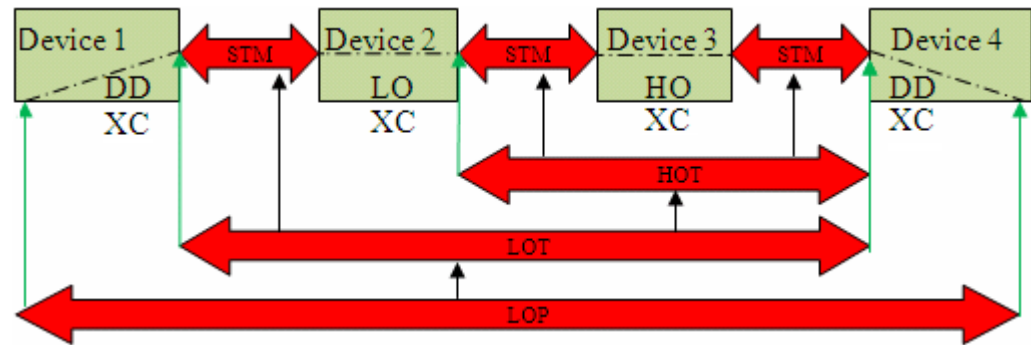 Device 1
STM
Device 2
STM
Device 3
STM
Device 4
DD
LO
HO
DD
XC
XC
XC
XC
HOT
LOT
LOP